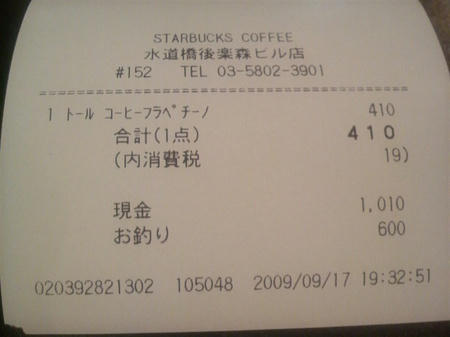 STARBUCKS COFFEE
水道橋後楽森ビル店
#152 TEL 03-5802-3901
========================================
1 ﾄｰﾙ ｺｰﾋｰﾌﾗﾍﾟﾁｰﾉ 410
合計(1点) 410
(内消費税 19)
現金 1,010
お釣り 600
020392821302 105048 2009/09/17 19:32:51